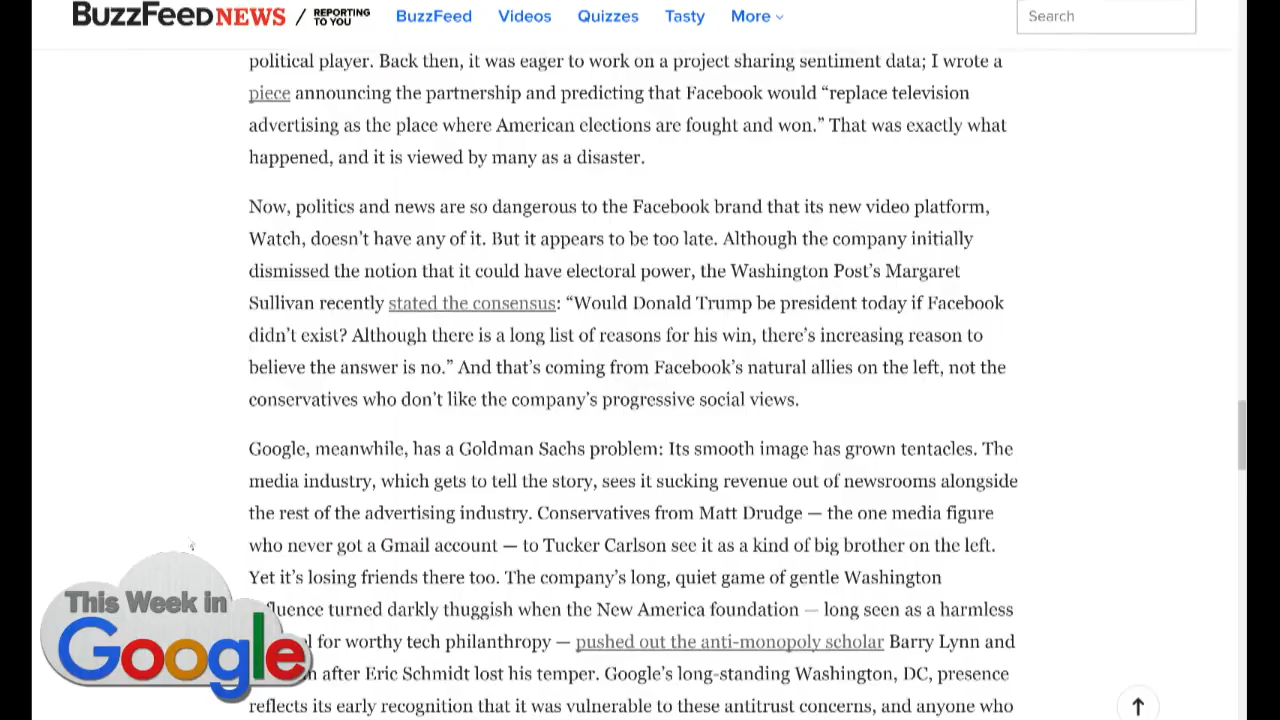 BuzzFeedNEWS / REPORTING TO YOU BuzzFeed Videos Quizzes Tasty More Search
political player. Back then, it was eager to work on a project sharing sentiment data; I wrote a
piece announcing the partnership and predicting that Facebook would “replace television
advertising as the place where American elections are fought and won.” That was exactly what
happened, and it is viewed by many as a disaster.
Now, politics and news are so dangerous to the Facebook brand that its new video platform,
Watch, doesn’t have any of it. But it appears to be too late. Although the company initially
dismissed the notion that it could have electoral power, the Washington Post’s Margaret
Sullivan recently stated the consensus: “Would Donald Trump be president today if Facebook
didn’t exist? Although there is a long list of reasons for his win, there’s increasing reason to
believe the answer is no.” And that’s coming from Facebook’s natural allies on the left, not the
conservatives who don’t like the company’s progressive social views.
Google, meanwhile, has a Goldman Sachs problem: Its smooth image has grown tentacles. The
media industry, which gets to tell the story, sees it sucking revenue out of newsrooms alongside
the rest of the advertising industry. Conservatives from Matt Drudge — the one media figure
who never got a Gmail account — to Tucker Carlson see it as a kind of big brother on the left.
Yet it’s losing friends there too. The company’s long, quiet game of gentle Washington
fluence turned darkly thuggish when the New America foundation — long seen as a harmless
for worthy tech philanthropy — pushed out the anti-monopoly scholar Barry Lynn and
after Eric Schmidt lost his temper. Google’s long-standing Washington, DC, presence
reflects its early recognition that it was vulnerable to these antitrust concerns, and anyone who
This Week in
Google